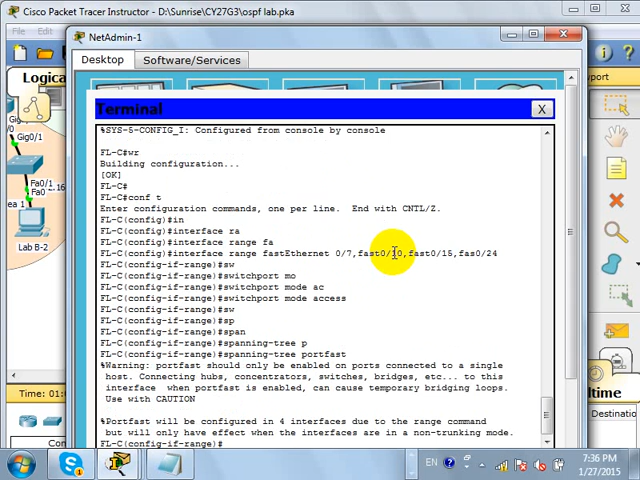 Cisco Packet Tracer Instructor - D:\Sunrise\CY27G3\ospf lab.pka
File
NetAdmin-1
Desktop
Software/Services
Logica
port
Terminal
X
%SYS-5-CONFIG_I: Configured from console by console
FL-C#wr
Building configuration...
[OK]
FL-C#
FL-C#conf t
Enter configuration commands, one per line.  End with CNTL/Z.
FL-C(config)#in
FL-C(config)#interface ra
FL-C(config)#interface range fa
FL-C(config)#interface range fastEthernet 0/7,fast0/10,fast0/15,fas0/24
FL-C(config-if-range)#sw
FL-C(config-if-range)#switchport mo
FL-C(config-if-range)#switchport mode ac
FL-C(config-if-range)#switchport mode access
FL-C(config-if-range)#sw
FL-C(config-if-range)#sp
FL-C(config-if-range)#span
FL-C(config-if-range)#spanning-tree p
FL-C(config-if-range)#spanning-tree portfast
%Warning: portfast should only be enabled on ports connected to a single
host. Connecting hubs, concentrators, switches, bridges, etc... to this
interface  when portfast is enabled, can cause temporary bridging loops.
Use with CAUTION
%Portfast will be configured in 4 interfaces due to the range command
but will only have effect when the interfaces are in a non-trunking mode.
FL-C(config-if-range)#
Gig0/1
Fa0/1
Fa0
Lab B-2
Time: 01:0
ltime
Destinatio
EN
7:36 PM
1/27/2015